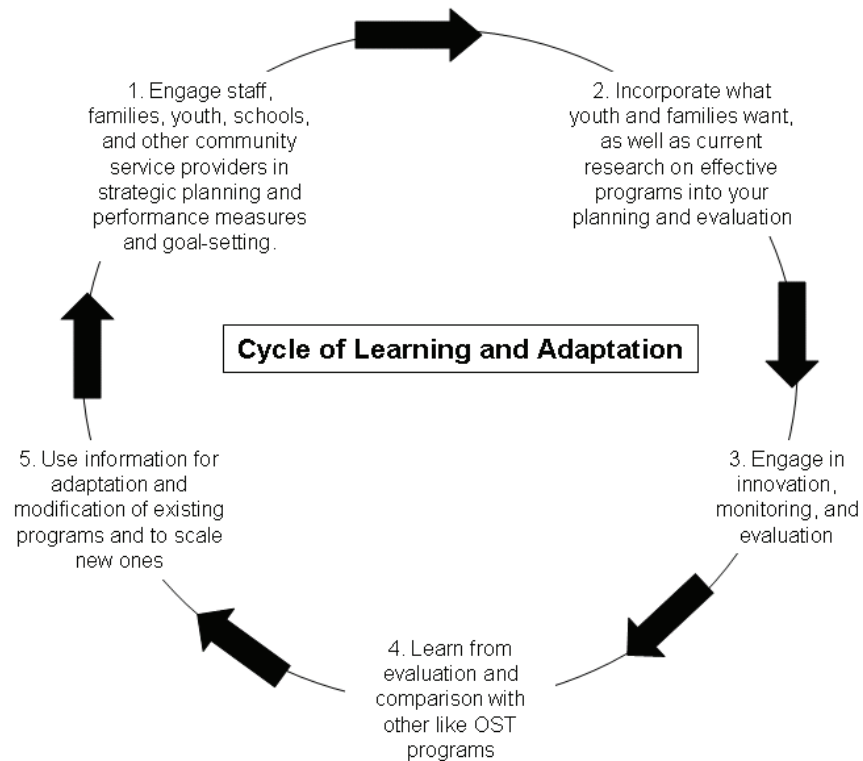 1. Engage staff,
families, youth, schools,
and other community
service providers in
strategic planning and
performance measures
and goal-setting.
2. Incorporate what
youth and families want,
as well as current
research on effective
programs into your
planning and evaluation
Cycle of Learning and Adaptation
3. Engage in
innovation,
monitoring, and
evaluation
4. Learn from
evaluation and
comparison with
other like OST
programs
5. Use information for
adaptation and
modification of existing
programs and to scale
new ones